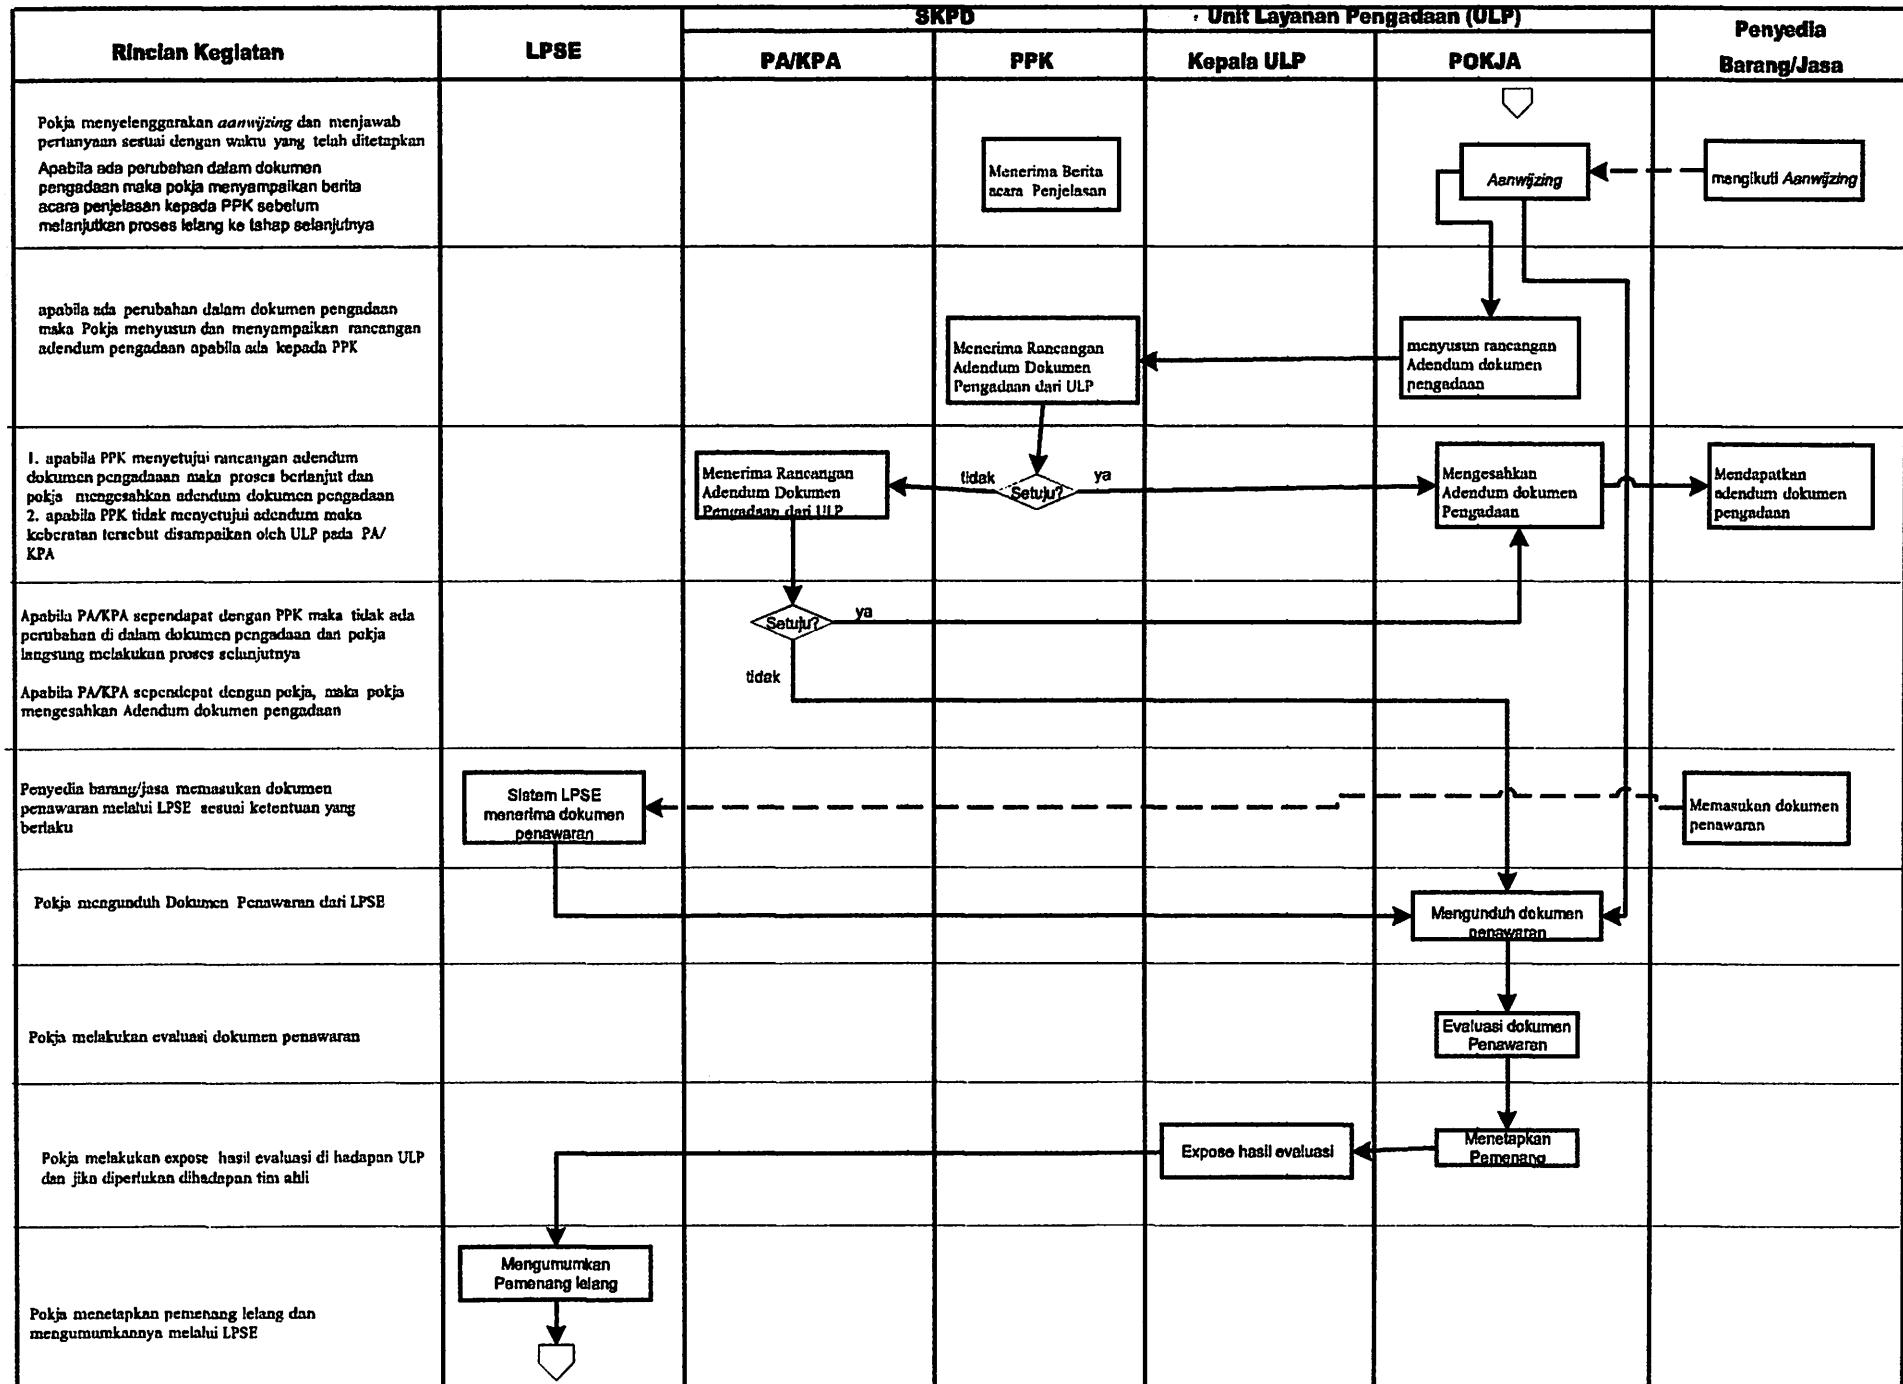 Rincian Kegiatan
LPSE
SKPD
PA/KPA
PPK
Unit Layanan Pengadaan (ULP)
Kepala ULP
POKJA
Penyedia
Barang/Jasa
Pokja menyelenggarakan aanwijzing dan menjawab
pertanyaan sesuai dengan waktu yang telah ditetapkan
Apabila ada perubahan dalam dokumen
pengadaan maka pokja menyampaikan berita
acara penjelasan kepada PPK sebelum
melanjutkan proses lelang ke tahap selanjutnya
Menerima Berita
acara Penjelasan
Aanwijzing
mengikuti Aanwijzing
apabila ada perubahan dalam dokumen pengadaan
maka Pokja menyusun dan menyampaikan rancangan
adendum pengadaan apabila ada kepada PPK
Menerima Rancangan
Adendum Dokumen
Pengadaan dari ULP
menyusun rancangan
Adendum dokumen
pengadaan
1. apabila PPK menyetujui rancangan adendum
dokumen pengadaaan maka proses berlanjut dan
pokja mengesahkan adendum dokumen pengadaan
2. apabila PPK tidak menyetujui adendum maka
keberatan tersebut disampaikan oleh ULP pada PA/
KPA
Menerima Rancangan
Adendum Dokumen
Pengadaan dari ULP
tidak
Setuju?
ya
Mengesahkan
Adendum dokumen
Pengadaan
Mendapatkan
adendum dokumen
pengadaan
Apabila PA/KPA sependapat dengan PPK maka tidak ada
perubahan di dalam dokumen pengadaan dan pokja
langsung melakukan proses selanjutnya
Apabila PA/KPA sependepat dengan pokja, maka pokja
mengesahkan Adendum dokumen pengadaan
Setuju?
ya
tidak
Penyedia barang/jasa memasukan dokumen
penawaran melalui LPSE sesuai ketentuan yang
berlaku
Sistem LPSE
menerima dokumen
penawaran
Memasukan dokumen
penawaran
Pokja mengunduh Dokumen Penawaran dari LPSE
Mengunduh dokumen
penawaran
Pokja melakukan evaluasi dokumen penawaran
Evaluasi dokumen
Penawaran
Pokja melakukan expose hasil evaluasi di hadapan ULP
dan jika diperlukan dihadapan tim ahli
Expose hasil evaluasi
Menetapkan
Pemenang
Mengumumkan
Pemenang lelang
Pokja menetapkan pemenang lelang dan
mengumumkannya melalui LPSE